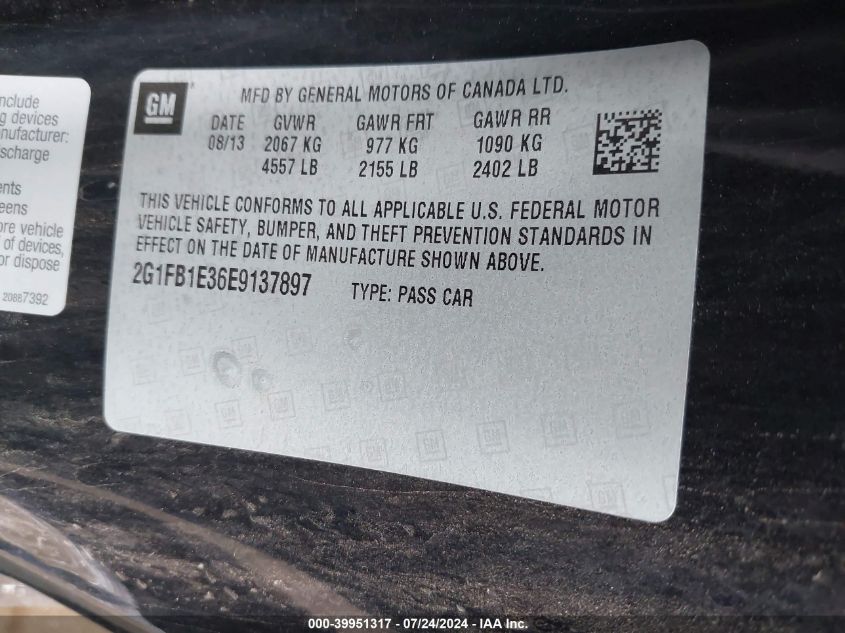 nclude
g devices
anufacturer:
scharge
ents
eens
ore vehicle
of devices,
or dispose
20887392
GM
MFD BY GENERAL MOTORS OF CANADA LTD.
DATE GVWR GAWR FRT GAWR RR
08/13 2067 KG 977 KG 1090 KG
4557 LB 2155 LB 2402 LB
THIS VEHICLE CONFORMS TO ALL APPLICABLE U.S. FEDERAL MOTOR
VEHICLE SAFETY, BUMPER, AND THEFT PREVENTION STANDARDS IN
EFFECT ON THE DATE OF MANUFACTURE SHOWN ABOVE.
2G1FB1E36E9137897 TYPE: PASS CAR
000-39951317 - 07/24/2024 - IAA Inc.